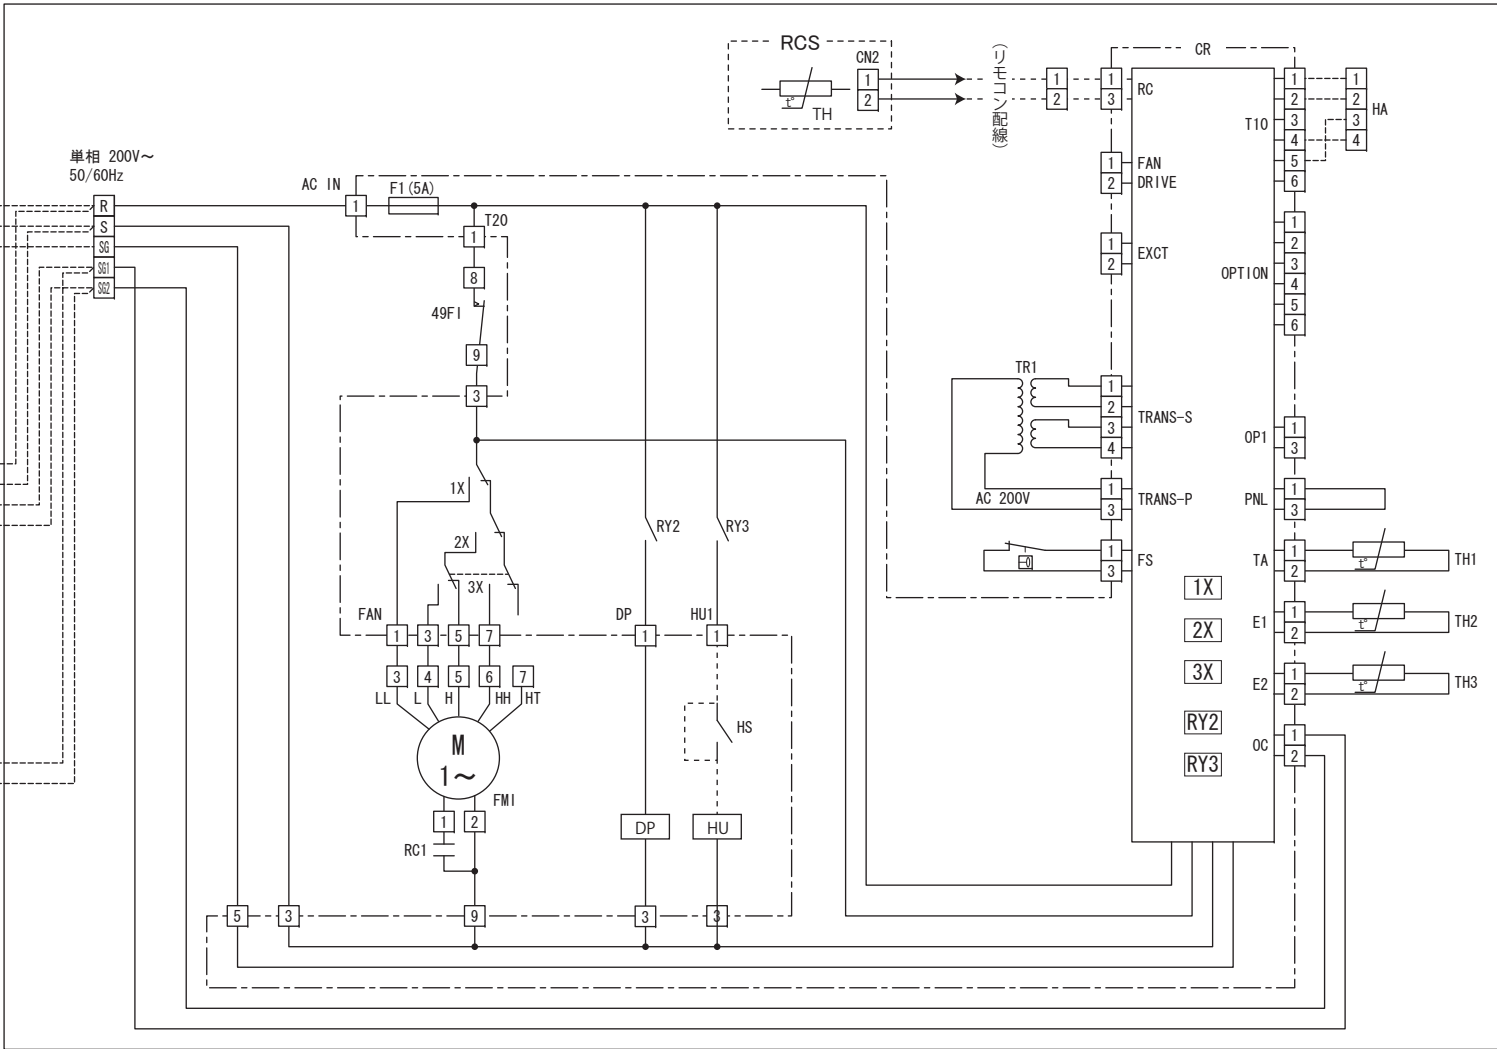 RCS
CN2
1
2
t°
TH
(リモコン配線)
1
2
CR
1
3
RC
1
2
3
4
5
6
T10
1
2
3
4
HA
単相 200V～
50/60Hz
R
S
SG
SG1
SG2
AC IN
1
F1(5A)
T20
1
8
49FI
9
3
1
2
FAN
DRIVE
1
2
EXCT
OPTION
1
2
3
4
5
6
TR1
1
2
3
4
TRANS-S
AC 200V
1
3
TRANS-P
1
3
FS
OP1
1
3
PNL
1
3
TA
1
2
t°
TH1
E1
1
2
t°
TH2
E2
1
2
t°
TH3
OC
1
2
1X
2X
3X
RY2
RY3
1X
2X
3X
RY2
RY3
FAN
1
3
5
7
DP
1
HU1
1
3
4
5
6
7
LL
L
H
HH
HT
M
1～
FMI
1
2
RC1
HS
DP
HU
5
3
9
3
3